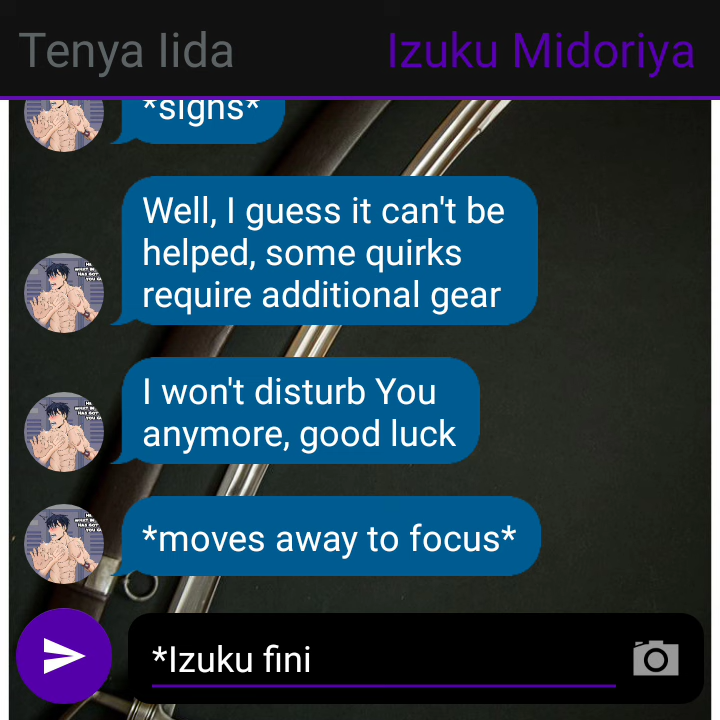 Tenya Iida
Izuku Midoriya
*sighs*
Well, I guess it can't be
helped, some quirks
require additional gear
I won't disturb You
anymore, good luck
*moves away to focus*
*Izuku fini